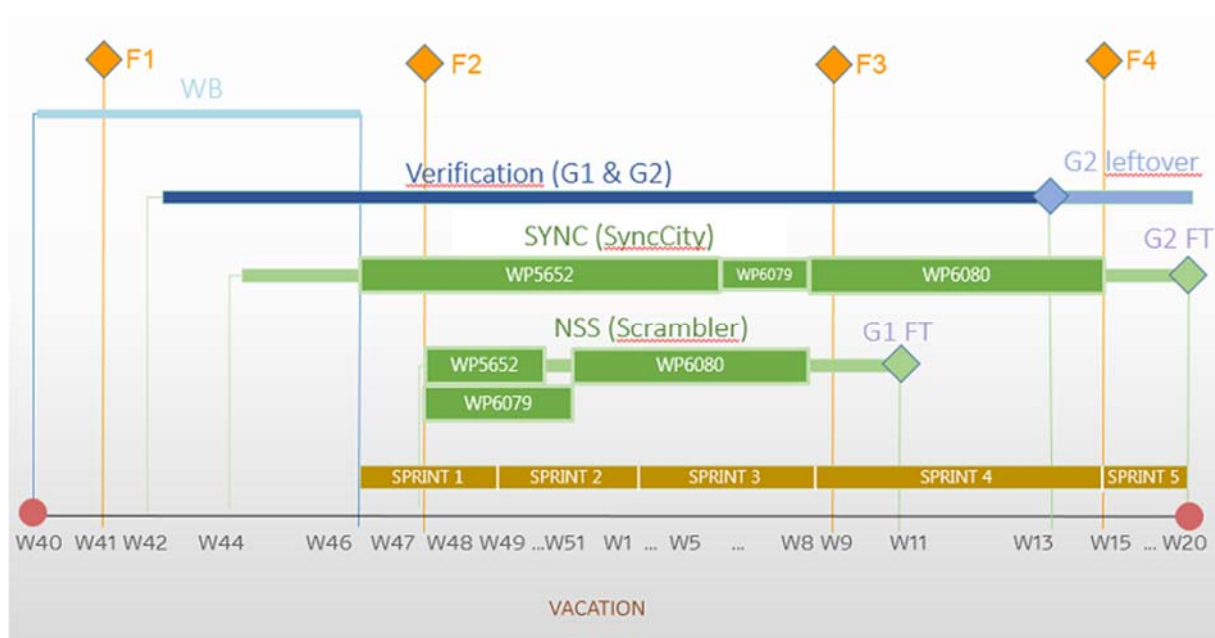 F1
F2
F3
F4
WB
Verification (G1 & G2)
G2 leftover
SYNC (SyncCity)
G2 FT
WP5652
WP6079
WP6080
NSS (Scrambler)
G1 FT
WP5652
WP6080
WP6079
SPRINT 1
SPRINT 2
SPRINT 3
SPRINT 4
SPRINT 5
W40 W41 W42 W44 W46 W47 W48 W49 ...W51 W1 ... W5 ... W8 W9 W11 W13 W15 ... W20
VACATION